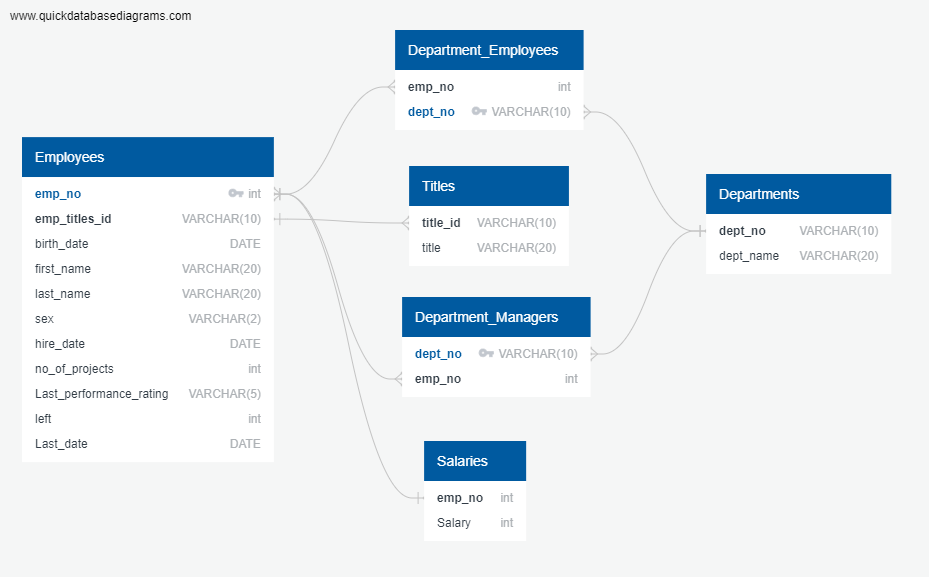 www.quickdatabasediagrams.com
Employees
emp_no int
emp_titles_id VARCHAR(10)
birth_date DATE
first_name VARCHAR(20)
last_name VARCHAR(20)
sex VARCHAR(2)
hire_date DATE
no_of_projects int
Last_performance_rating VARCHAR(5)
left int
Last_date DATE
Department_Employees
emp_no int
dept_no VARCHAR(10)
Titles
title_id VARCHAR(10)
title VARCHAR(20)
Department_Managers
dept_no VARCHAR(10)
emp_no int
Salaries
emp_no int
Salary int
Departments
dept_no VARCHAR(10)
dept_name VARCHAR(20)